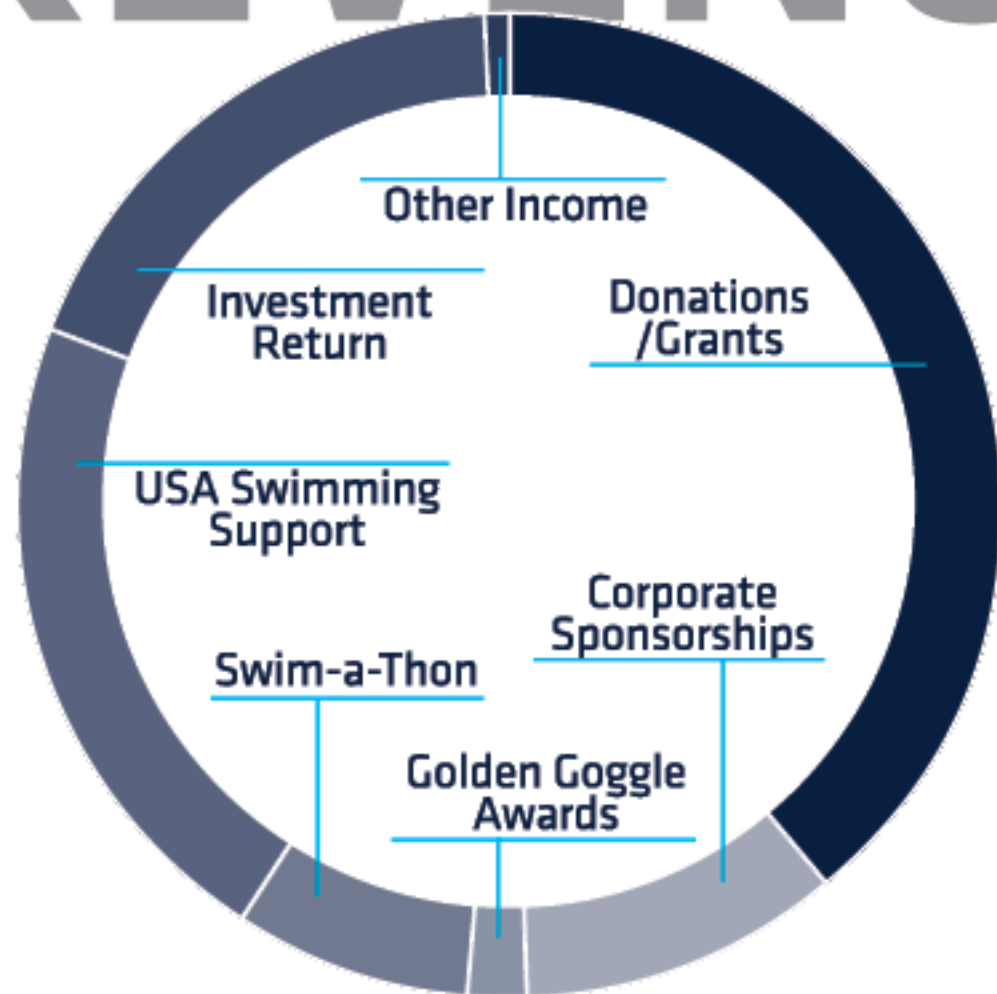 Other Income
Investment
Return
Donations
/Grants
USA Swimming
Support
Corporate
Sponsorships
Swim-a-Thon
Golden Goggle
Awards